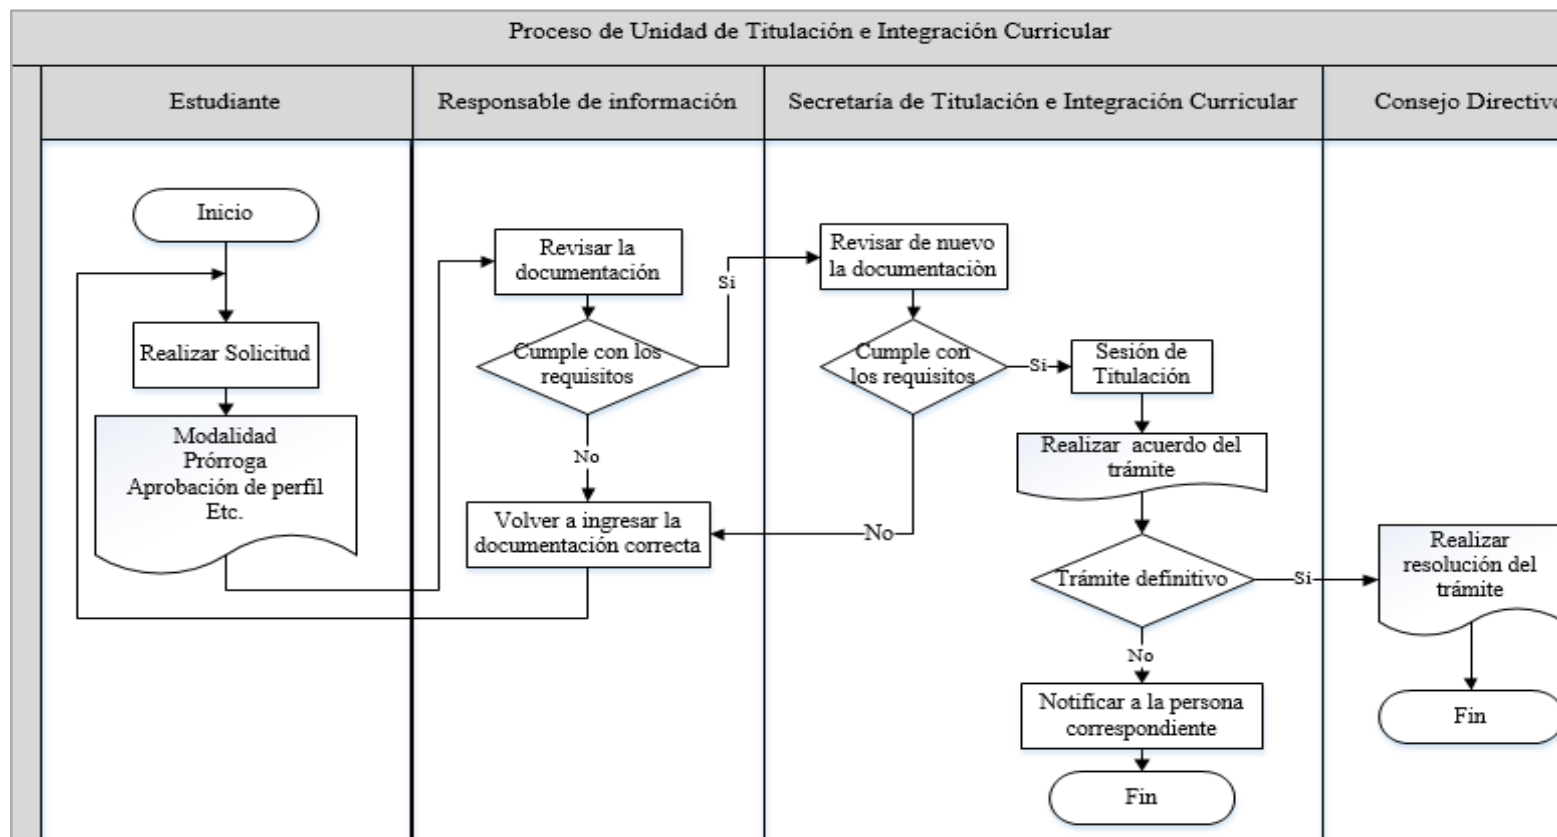 Proceso de Unidad de Titulación e Integración Curricular
Estudiante
Responsable de información
Secretaría de Titulación e Integración Curricular
Consejo Directivo
Inicio
Realizar Solicitud
Modalidad
Prórroga
Aprobación de perfil
Etc.
Revisar la
documentación
Cumple con los
requisitos
Si
No
Volver a ingresar la
documentación correcta
Revisar de nuevo
la documentaciòn
Cumple con
los requisitos
Si
No
Sesión de
Titulación
Realizar acuerdo del
trámite
Trámite definitivo
Si
No
Notificar a la persona
correspondiente
Fin
Realizar
resolución del
trámite
Fin